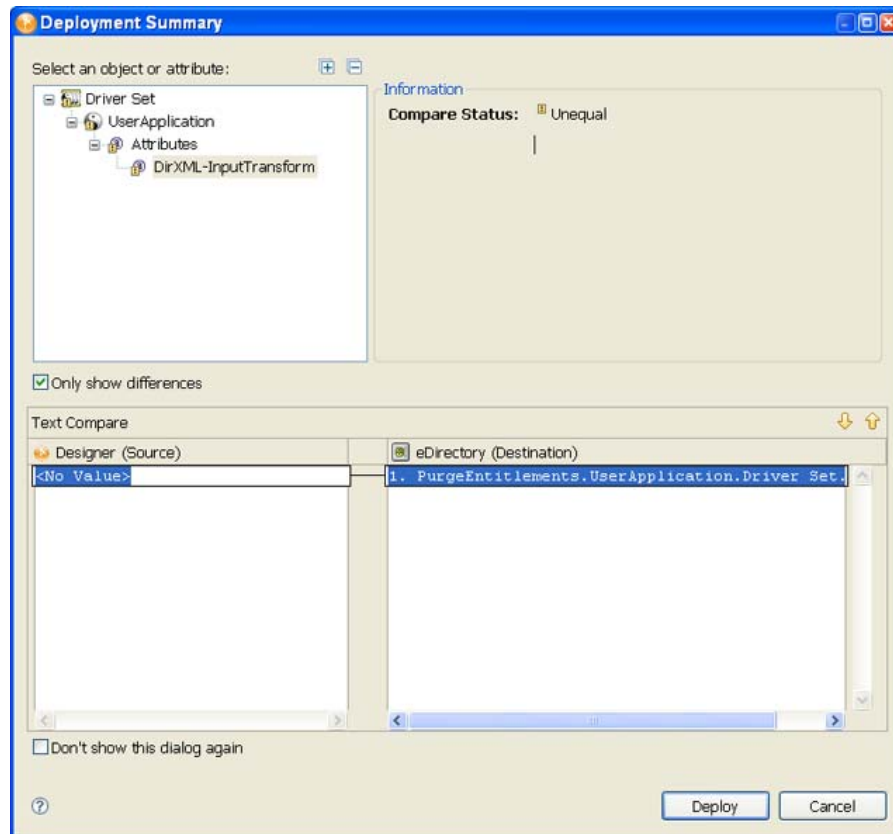 Deployment Summary
Select an object or attribute:
Driver Set
UserApplication
Attributes
DirXML-InputTransform
Information
Compare Status: Unequal
Only show differences
Text Compare
Designer (Source)
eDirectory (Destination)
<No Value>
1. PurgeEntitlements.UserApplication.Driver Set.
Don't show this dialog again
Deploy
Cancel